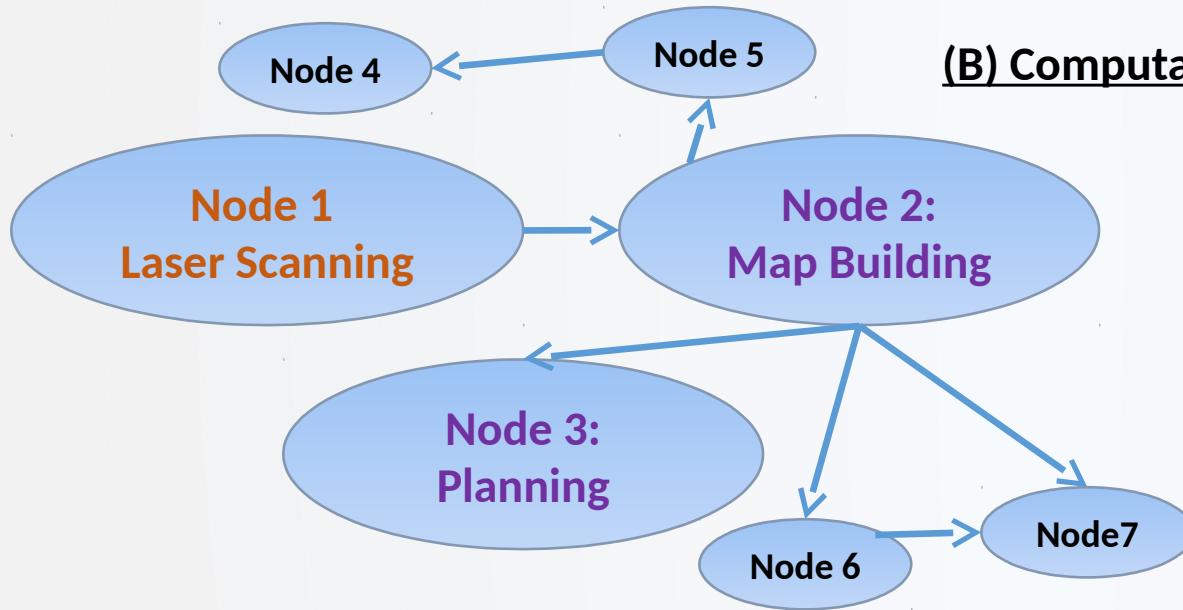 Node 4
Node 5
(B) Computa
Node 1
Laser Scanning
Node 2:
Map Building
Node 3:
Planning
Node 6
Node7